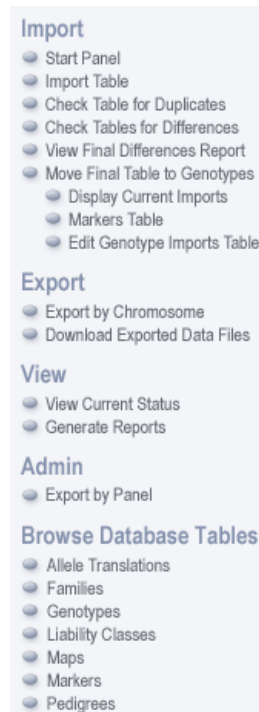 Import
Start Panel
Import Table
Check Table for Duplicates
Check Tables for Differences
View Final Differences Report
Move Final Table to Genotypes
Display Current Imports
Markers Table
Edit Genotype Imports Table
Export
Export by Chromosome
Download Exported Data Files
View
View Current Status
Generate Reports
Admin
Export by Panel
Browse Database Tables
Allele Translations
Families
Genotypes
Liability Classes
Maps
Markers
Pedigrees